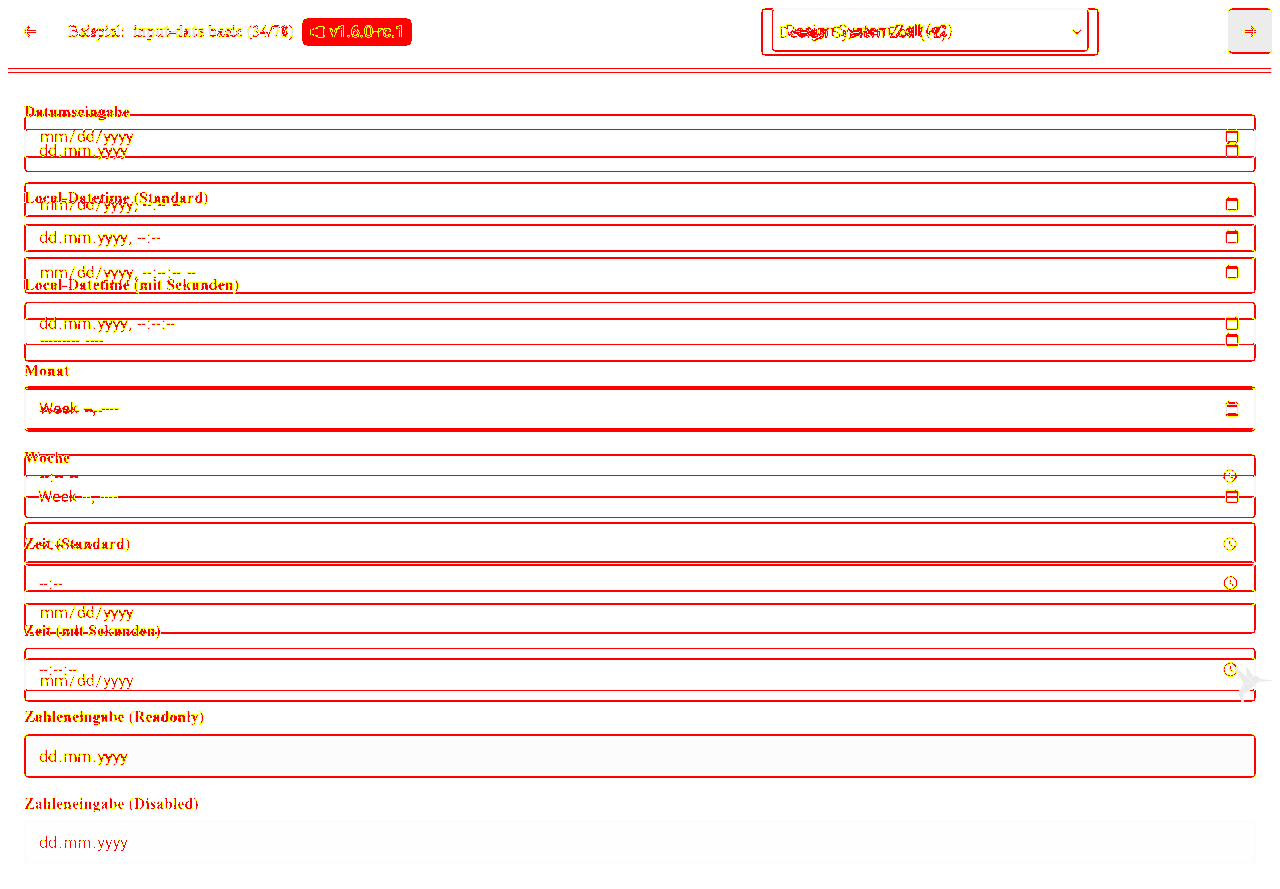 Beispiel: input-date basic (34/76) v1.6.0-rc.1
Design System Zoll (v2)
Datumseingabe
mm/dd/yyyy
dd.mm.yyyy
Local-Datetime (Standard)
mm/dd/yyyy, --:-- --
dd.mm.yyyy, --:--
mm/dd/yyyy, --:--:-- --
Local-Datetime (mit Sekunden)
dd.mm.yyyy, --:--:--
--------- ----
Monat
Week --, ----
Woche
--:-- --
Week --, ----
Zeit (Standard)
--:--
mm/dd/yyyy
Zeit (mit Sekunden)
--:--:--
mm/dd/yyyy
Zahleneingabe (Readonly)
dd.mm.yyyy
Zahleneingabe (Disabled)
dd.mm.yyyy